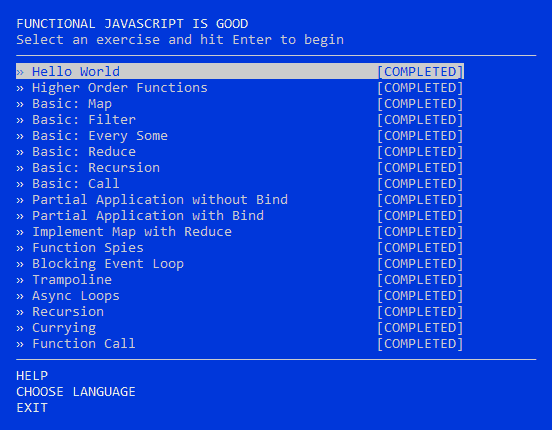 FUNCTIONAL JAVASCRIPT IS GOOD
Select an exercise and hit Enter to begin
» Hello World [COMPLETED]
» Higher Order Functions [COMPLETED]
» Basic: Map [COMPLETED]
» Basic: Filter [COMPLETED]
» Basic: Every Some [COMPLETED]
» Basic: Reduce [COMPLETED]
» Basic: Recursion [COMPLETED]
» Basic: Call [COMPLETED]
» Partial Application without Bind [COMPLETED]
» Partial Application with Bind [COMPLETED]
» Implement Map with Reduce [COMPLETED]
» Function Spies [COMPLETED]
» Blocking Event Loop [COMPLETED]
» Trampoline [COMPLETED]
» Async Loops [COMPLETED]
» Recursion [COMPLETED]
» Currying [COMPLETED]
» Function Call [COMPLETED]
HELP
CHOOSE LANGUAGE
EXIT